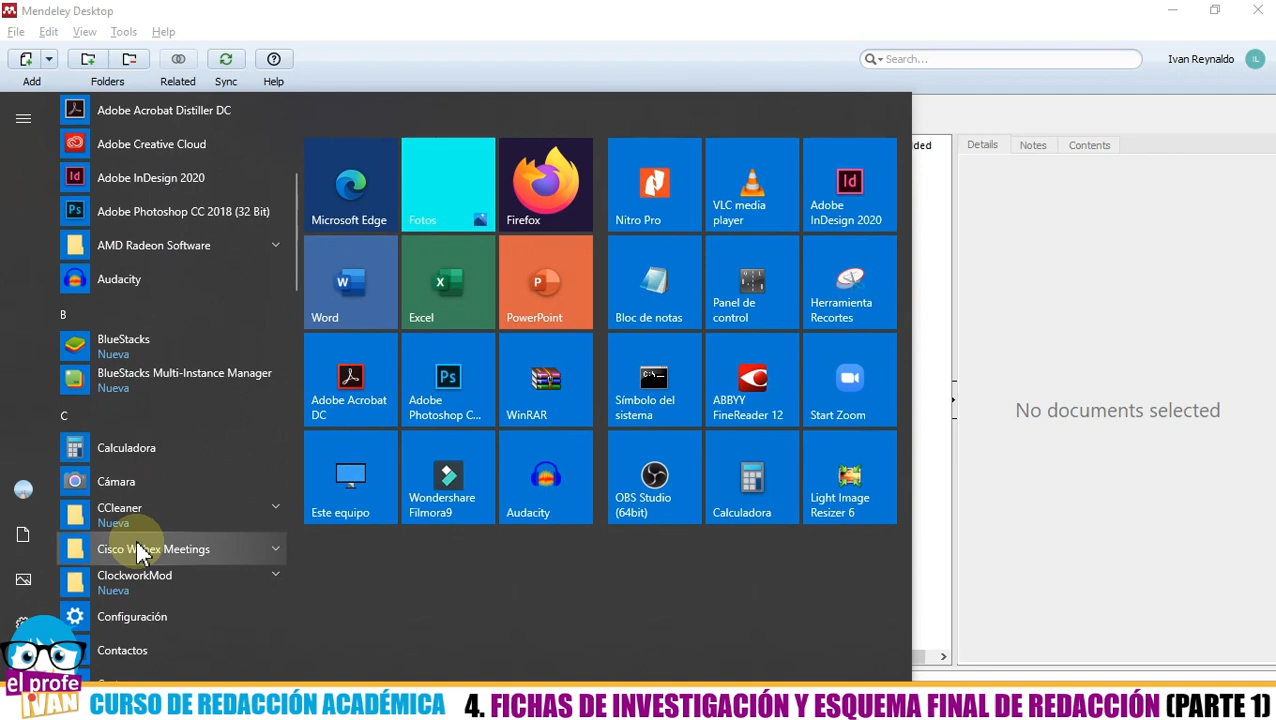 Mendeley Desktop
File Edit View Tools Help
Search...
Ivan Reynaldo
IL
Add Folders Related Sync Help
Adobe Acrobat Distiller DC
Adobe Creative Cloud
Adobe InDesign 2020
Adobe Photoshop CC 2018 (32 Bit)
AMD Radeon Software
Audacity
B
BlueStacks
Nueva
BlueStacks Multi-Instance Manager
Nueva
C
Calculadora
Cámara
CCleaner
Nueva
Cisco Webex Meetings
ClockworkMod
Nueva
Configuración
Contactos
Microsoft Edge
Fotos
Firefox
Nitro Pro
VLC media
player
Adobe
InDesign 2020
Word
Excel
PowerPoint
Bloc de notas
Panel de
control
Herramienta
Recortes
Adobe Acrobat
DC
Adobe
Photoshop C...
WinRAR
Símbolo del
sistema
ABBYY
FineReader 12
Start Zoom
Este equipo
Wondershare
Filmora9
Audacity
OBS Studio
(64bit)
Calculadora
Light Image
Resizer 6
ded
Details Notes Contents
No documents selected
el profe
IVAN
CURSO DE REDACCIÓN ACADÉMICA
4. FICHAS DE INVESTIGACIÓN Y ESQUEMA FINAL DE REDACCIÓN (PARTE 1)